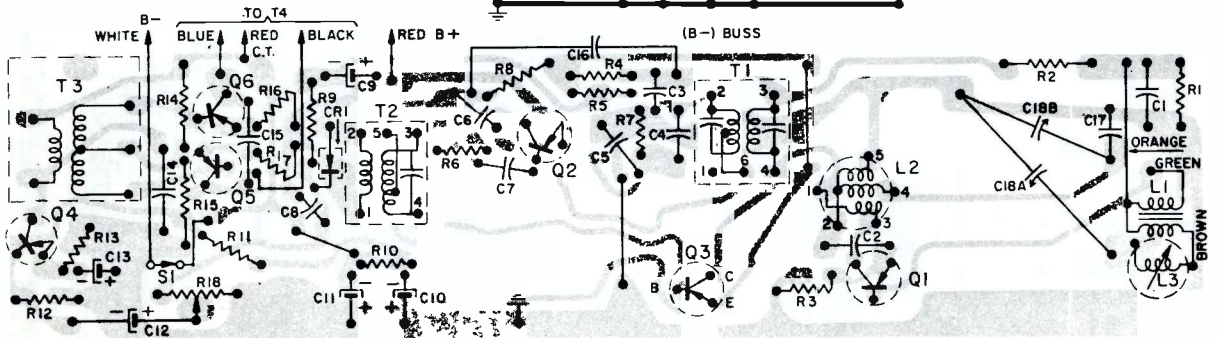 TO T4
B- BLUE RED BLACK RED B+ (B-) BUSS
WHITE C.T.
C16
T3 Q6 C9 R8 R4 T1 R2
R14 R16 R9 R5 C3 2 3 C18B C17 C1 R1
C15 CR1 T2 C6 R7 C4
2 5 3 Q2 C5 ORANGE
R17 R6 GREEN
C14 Q5 C7 6 4 5 L2 C18A L1
Q4 R15 C8 1 4 1 4
R13 R11 2 3 BROWN
C13 R10 Q3 C2
- + S1 C L3
R18 B Q1
R12 C11 C10 E R3
- + C12 - + - +